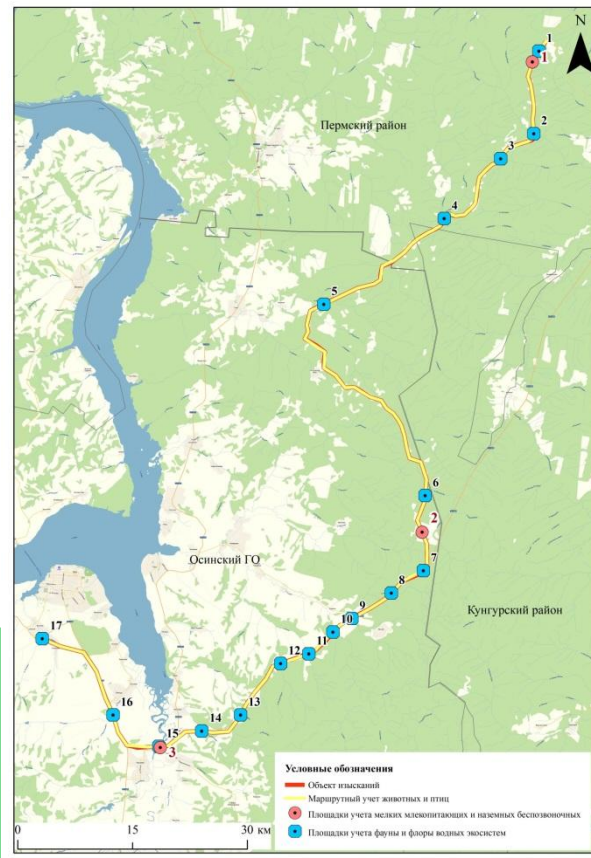 N
1
1
2
Пермский район
3
4
5
6
2
7
8
Осинский ГО
9
10
Кунгурский район
11
12
17
13
16
14
15
3
Условные обозначения
Объект изысканий
Маршрутный учет животных и птиц
Площадки учета мелких млекопитающих и наземных беспозвоночных
Площадки учета фауны и флоры водных экосистем
0 15 30 км